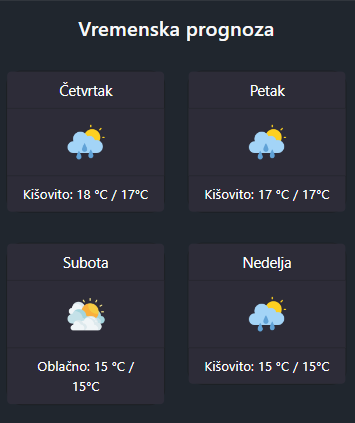 Vremenska prognoza
Četvrtak
Kišovito: 18 °C / 17°C
Petak
Kišovito: 17 °C / 17°C
Subota
Oblačno: 15 °C /
15°C
Nedelja
Kišovito: 15 °C / 15°C